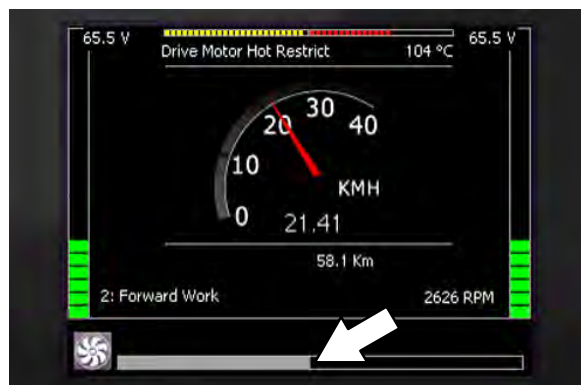 65.5 V
Drive Motor Hot Restrict 104 °C
65.5 V
20 30 40
10
KMH
0 21.41
58.1 Km
2: Forward Work 2626 RPM